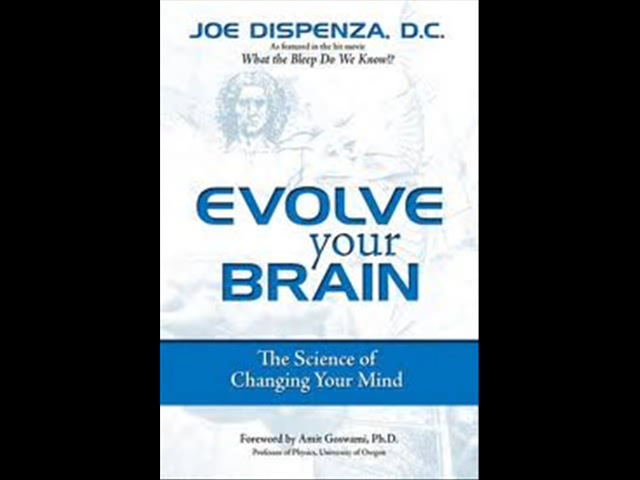 JOE DISPENZA, D.C.
As featured in the hit movie
What the Bleep Do We Know!?
EVOLVE
your
BRAIN
The Science of
Changing Your Mind
Foreword by Amit Goswami, Ph.D.
Professor of Physics, University of Oregon